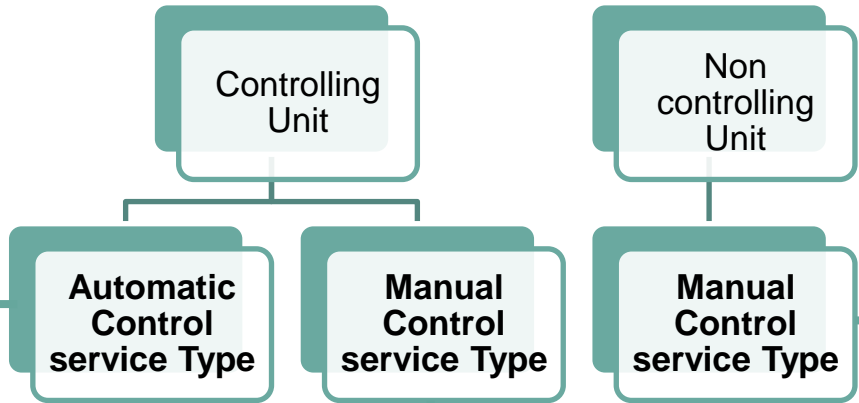 Controlling
Unit
Non
controlling
Unit
Automatic
Control
service Type
Manual
Control
service Type
Manual
Control
service Type